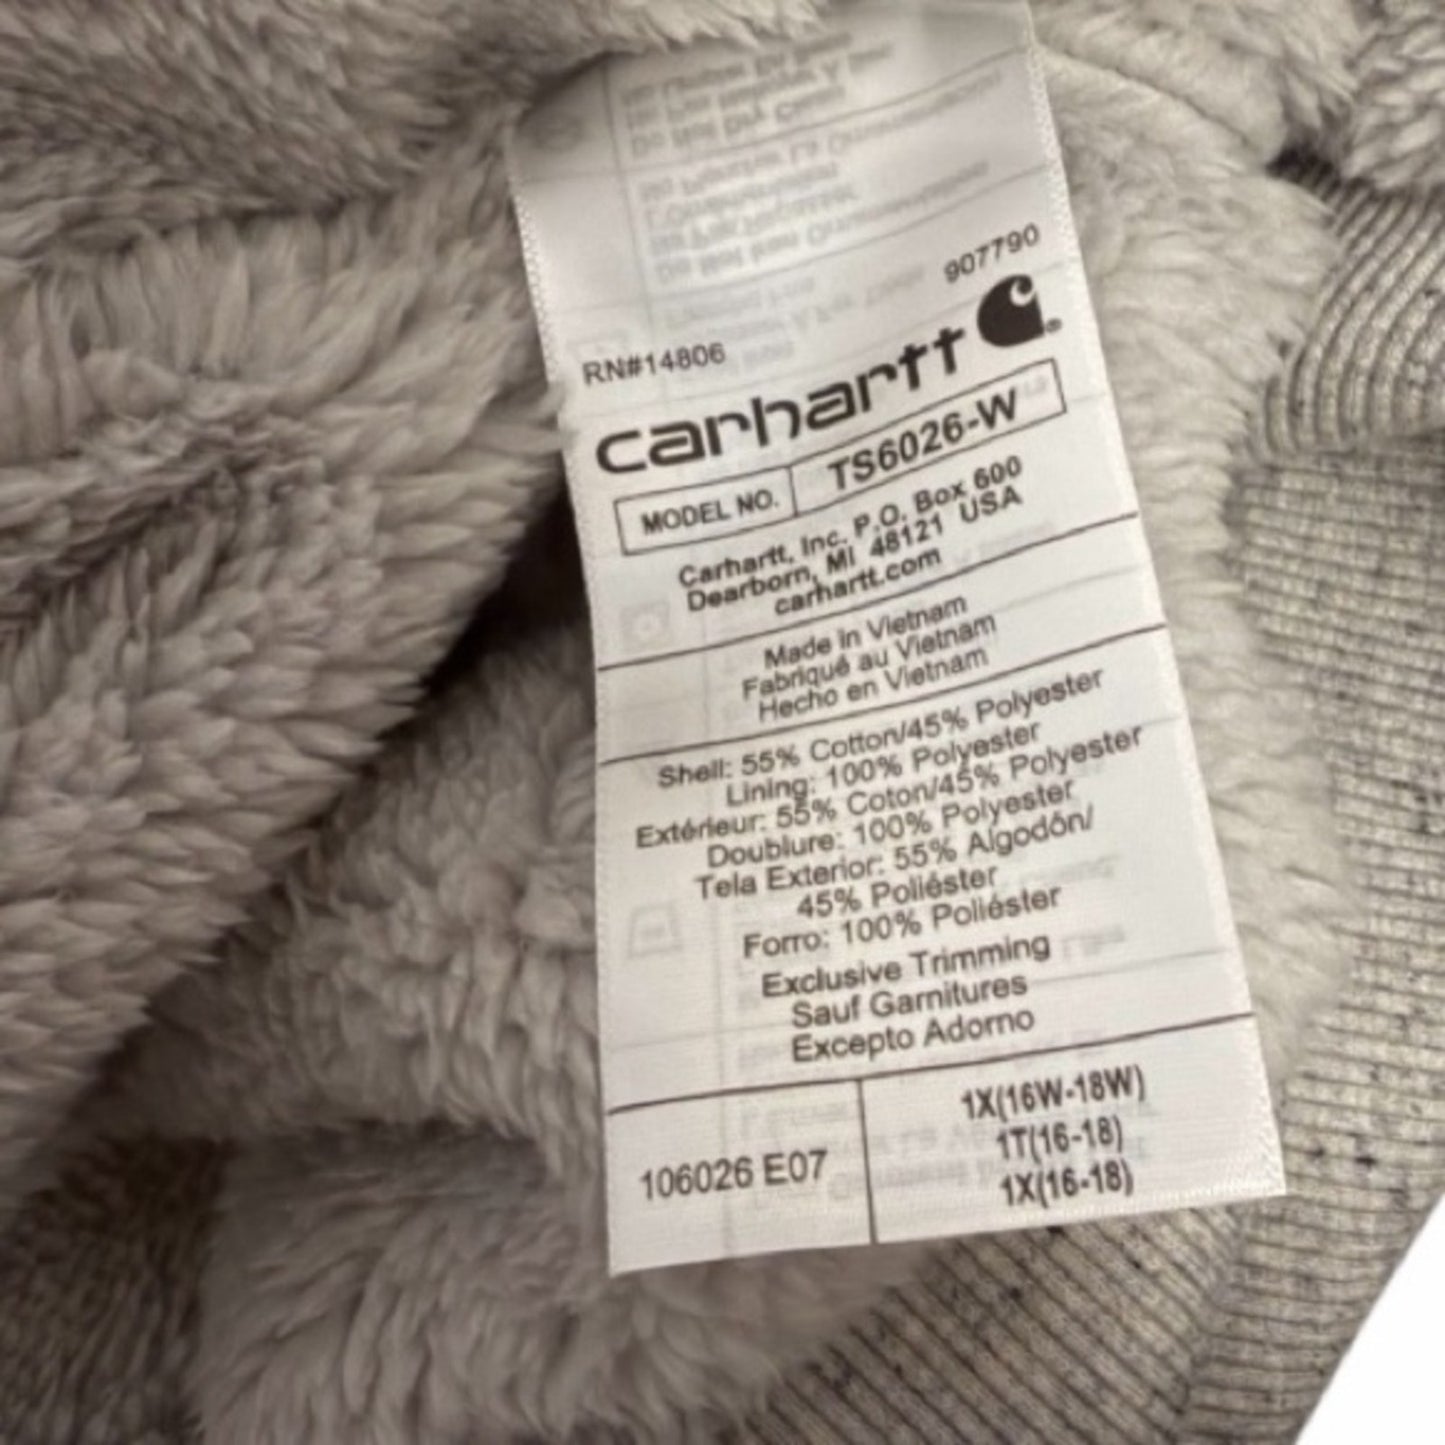 907790
RN#14806
carhartt
MODEL NO. TS6026-W
Carhartt, Inc. P.O. Box 600
Dearborn, MI 48121 USA
carhartt.com
Made in Vietnam
Fabriqué au Vietnam
Hecho en Vietnam
Shell: 55% Cotton/45% Polyester
Lining: 100% Polyester
Extérieur: 55% Coton/45% Polyester
Doublure: 100% Polyester
Tela Exterior: 55% Algodón/
45% Poliéster
Forro: 100% Poliéster
Exclusive Trimming
Sauf Garnitures
Excepto Adorno
106026 E07
1X(16W-18W)
1T(16-18)
1X(16-18)